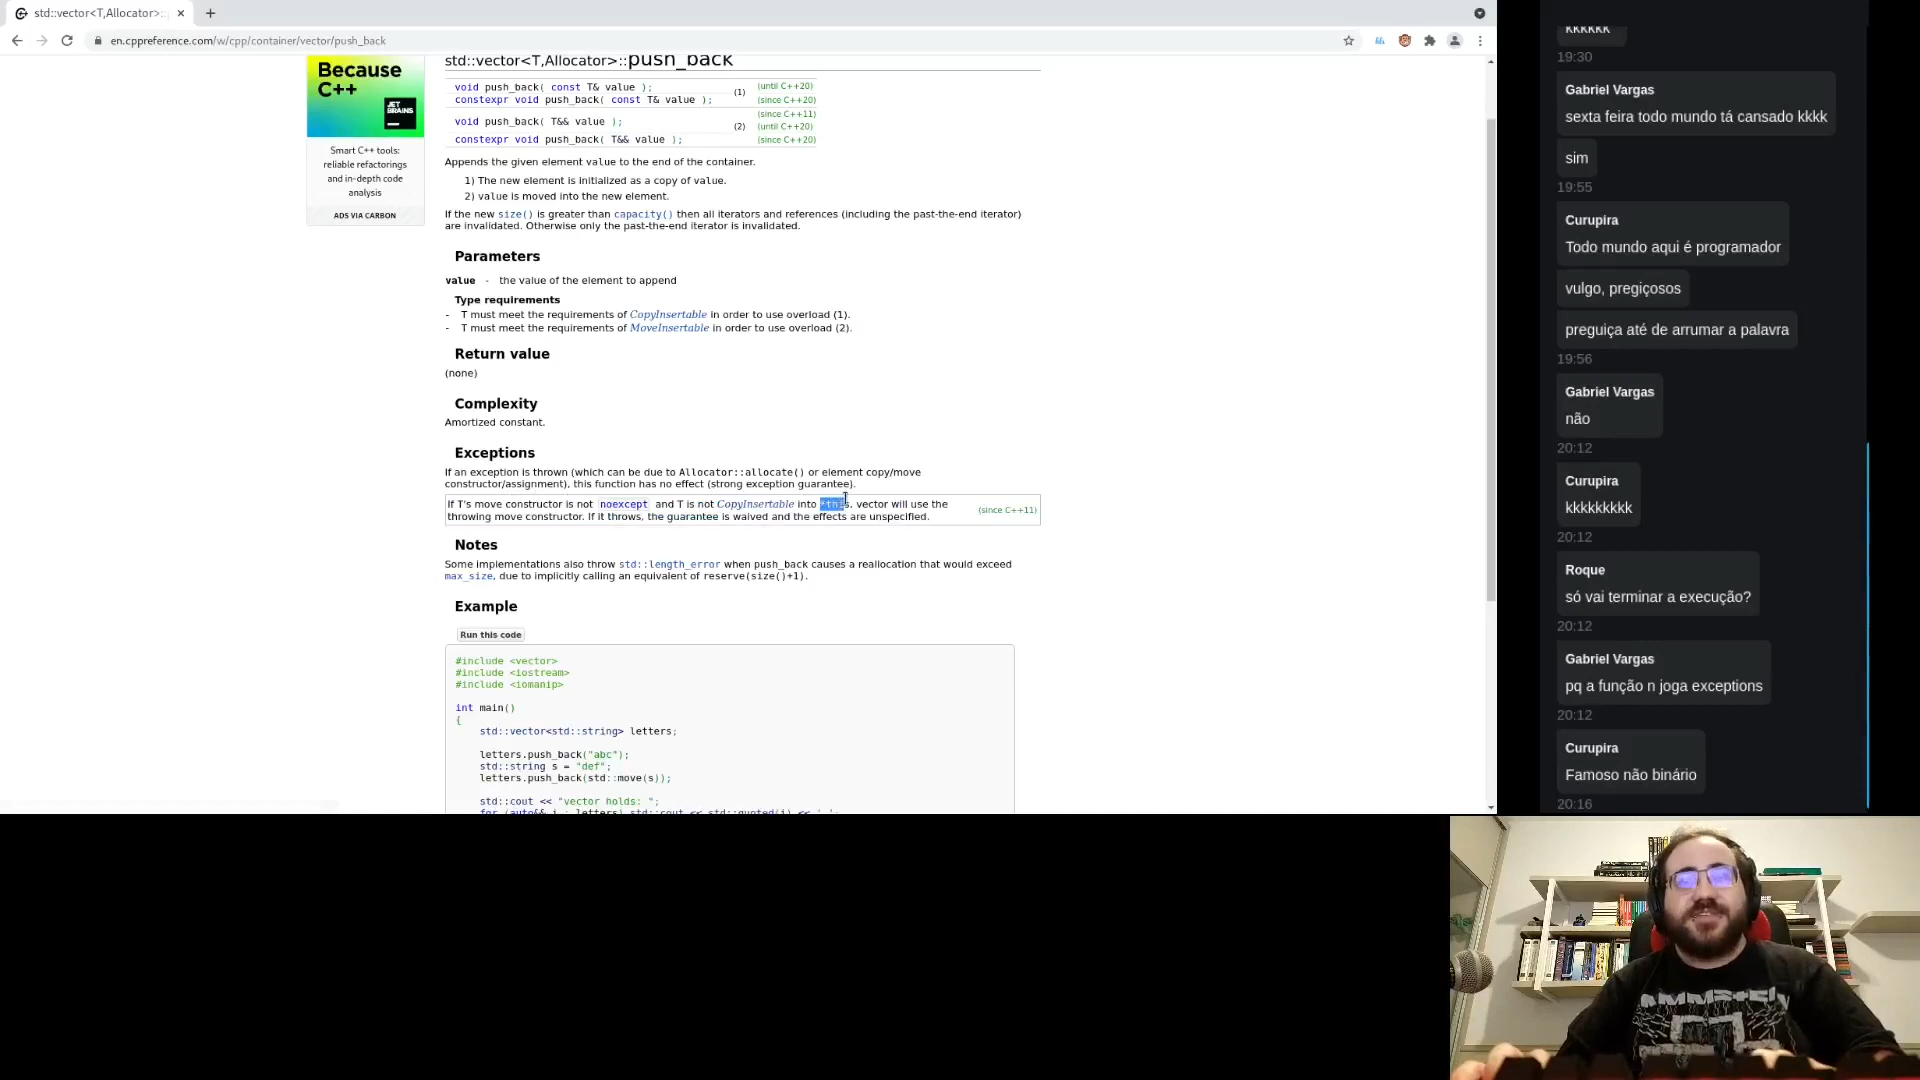 std::vector<T,Allocator>::
en.cppreference.com/w/cpp/container/vector/push_back
Because
C++
JET
BRAINS
Smart C++ tools:
reliable refactorings
and in-depth code
analysis
ADS VIA CARBON
std::vector<T,Allocator>::push_back
void push_back( const T& value ); (until C++20)
(1)
constexpr void push_back( const T& value ); (since C++20)
(since C++11)
void push_back( T&& value );
(2) (until C++20)
constexpr void push_back( T&& value ); (since C++20)
Appends the given element value to the end of the container.
1) The new element is initialized as a copy of value.
2) value is moved into the new element.
If the new size() is greater than capacity() then all iterators and references (including the past-the-end iterator)
are invalidated. Otherwise only the past-the-end iterator is invalidated.
Parameters
value - the value of the element to append
Type requirements
- T must meet the requirements of CopyInsertable in order to use overload (1).
- T must meet the requirements of MoveInsertable in order to use overload (2).
Return value
(none)
Complexity
Amortized constant.
Exceptions
If an exception is thrown (which can be due to Allocator::allocate() or element copy/move
constructor/assignment), this function has no effect (strong exception guarantee).
If T's move constructor is not noexcept and T is not CopyInsertable into *this, vector will use the
throwing move constructor. If it throws, the guarantee is waived and the effects are unspecified.
(since C++11)
Notes
Some implementations also throw std::length_error when push_back causes a reallocation that would exceed
max_size, due to implicitly calling an equivalent of reserve(size()+1).
Example
Run this code
#include <vector>
#include <iostream>
#include <iomanip>
int main()
{
std::vector<std::string> letters;
letters.push_back("abc");
std::string s = "def";
letters.push_back(std::move(s));
std::cout << "vector holds: ";
for (auto&& i : letters) std::cout << std::quoted(i) << ' ';
kkkkkk
19:30
Gabriel Vargas
sexta feira todo mundo tá cansado kkkk
sim
19:55
Curupira
Todo mundo aqui é programador
vulgo, pregiçosos
preguiça até de arrumar a palavra
19:56
Gabriel Vargas
não
20:12
Curupira
kkkkkkkkk
20:12
Roque
só vai terminar a execução?
20:12
Gabriel Vargas
pq a função n joga exceptions
20:12
Curupira
Famoso não binário
20:16